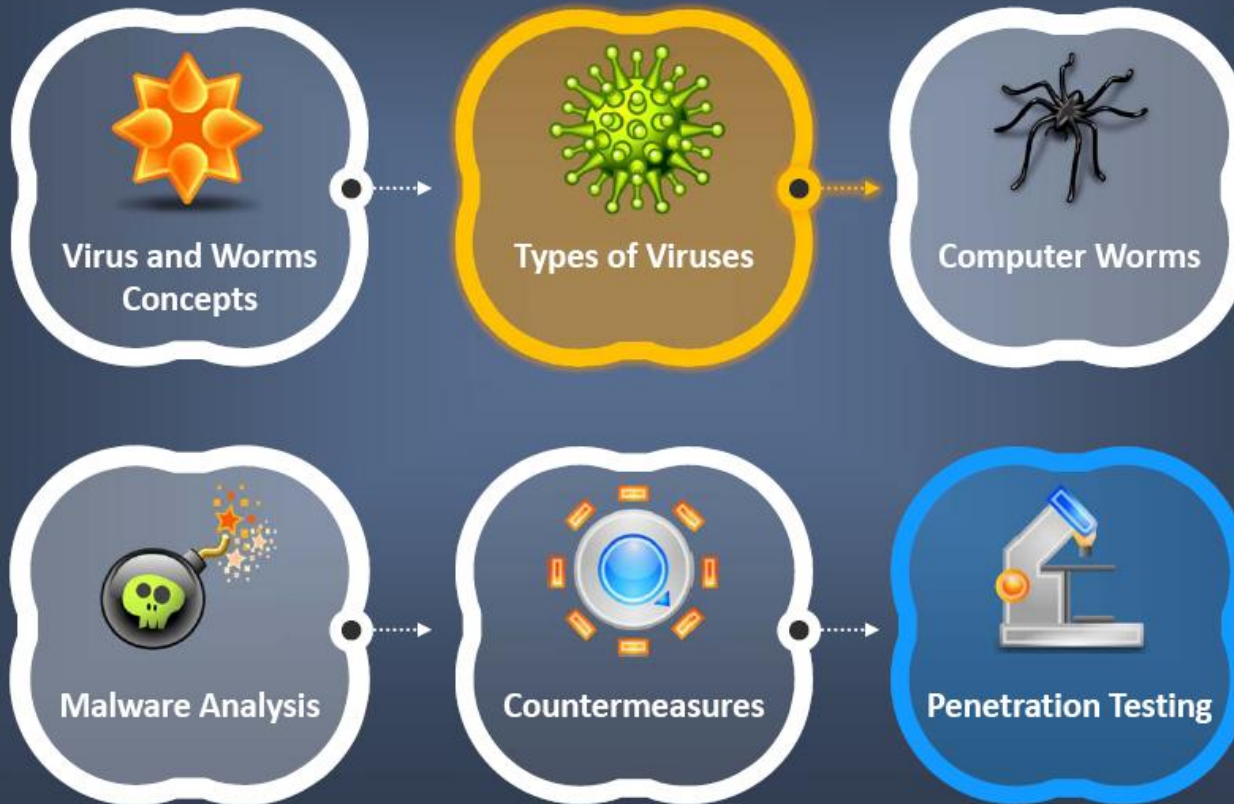 Virus and Worms
Concepts
Types of Viruses
Computer Worms
Malware Analysis
Countermeasures
Penetration Testing